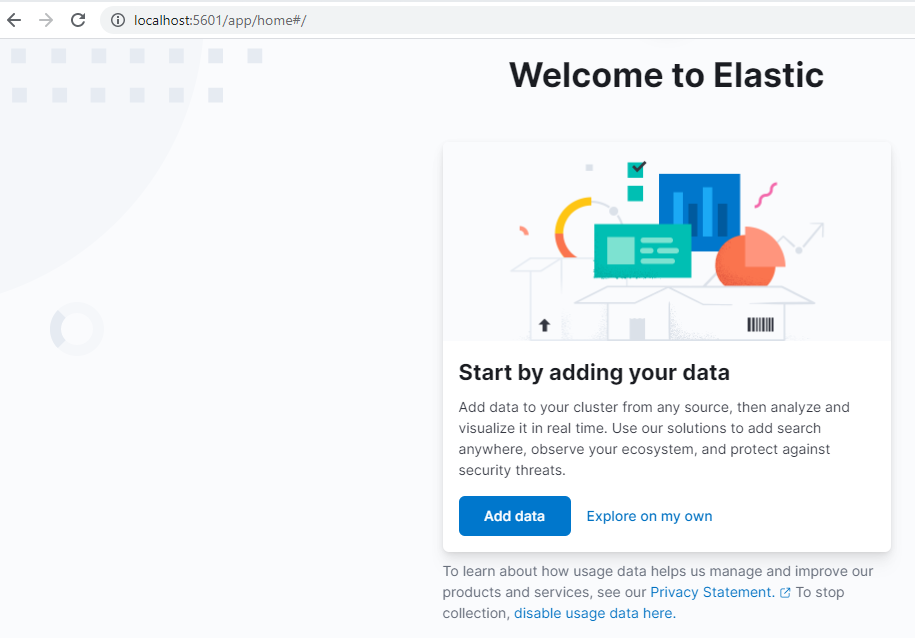 localhost:5601/app/home#/
Welcome to Elastic
Start by adding your data
Add data to your cluster from any source, then analyze and
visualize it in real time. Use our solutions to add search
anywhere, observe your ecosystem, and protect against
security threats.
Add data Explore on my own
To learn about how usage data helps us manage and improve our
products and services, see our Privacy Statement. To stop
collection, disable usage data here.